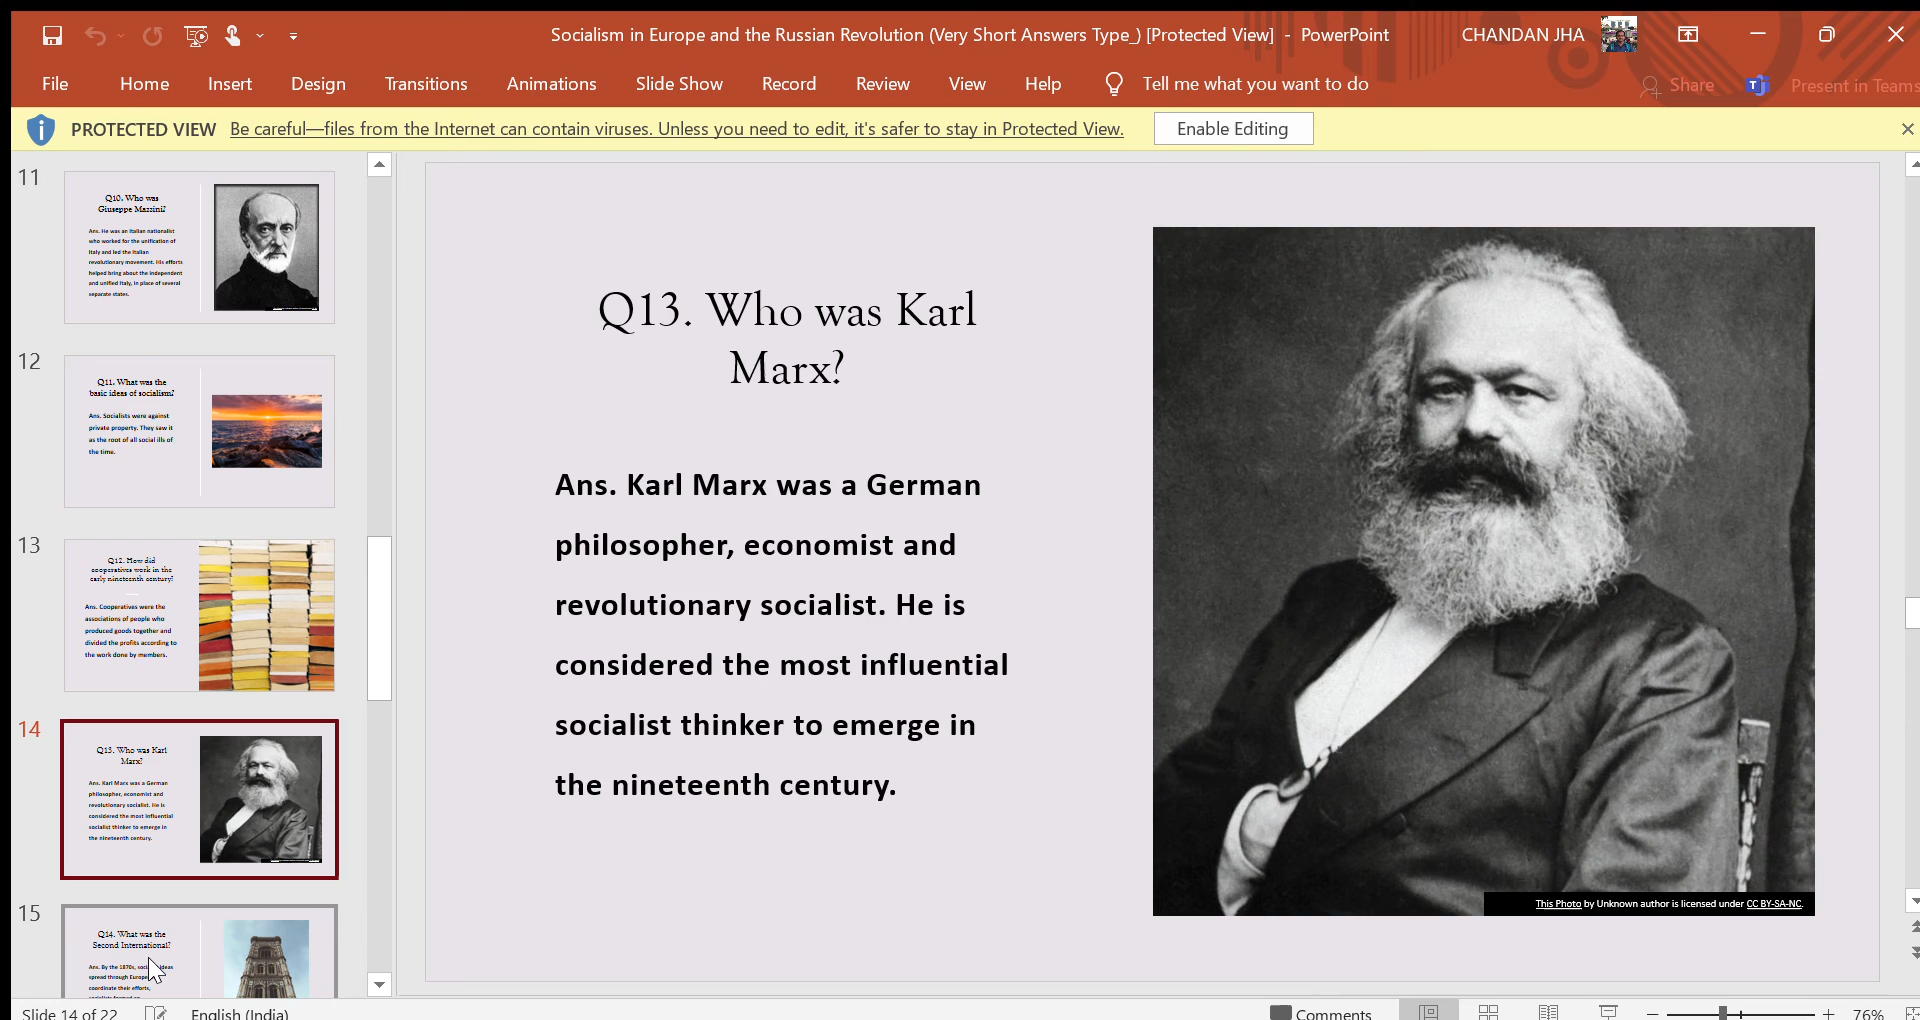 Socialism in Europe and the Russian Revolution (Very Short Answers Type_) [Protected View] - PowerPoint
CHANDAN JHA
File Home Insert Design Transitions Animations Slide Show Record Review View Help Tell me what you want to do Share Present in Teams
PROTECTED VIEW Be careful—files from the Internet can contain viruses. Unless you need to edit, it's safer to stay in Protected View. Enable Editing
11
Q10. Who was
Giuseppe Mazzini?
Ans. He was an Italian nationalist
who worked for the unification of
Italy and led the Italian
revolutionary movement. His efforts
helped bring about the independent
and unified Italy, in place of several
separate states.
12
Q11. What was the
basic ideas of socialism?
Ans. Socialists were against
private property. They saw it
as the root of all social ills of
the time.
13
Q12. How did
cooperatives work in the
early nineteenth century?
Ans. Cooperatives were the
associations of people who
produced goods together and
divided the profits according to
the work done by members.
14
Q13. Who was Karl
Marx?
Ans. Karl Marx was a German
philosopher, economist and
revolutionary socialist. He is
considered the most influential
socialist thinker to emerge in
the nineteenth century.
15
Q14. What was the
Second International?
Ans. By the 1870s, ideas
spread through
coordinate their efforts,
Q13. Who was Karl
Marx?
Ans. Karl Marx was a German
philosopher, economist and
revolutionary socialist. He is
considered the most influential
socialist thinker to emerge in
the nineteenth century.
This Photo by Unknown author is licensed under CC BY-SA-NC.
Slide 14 of 22 English (India) Comments 76%